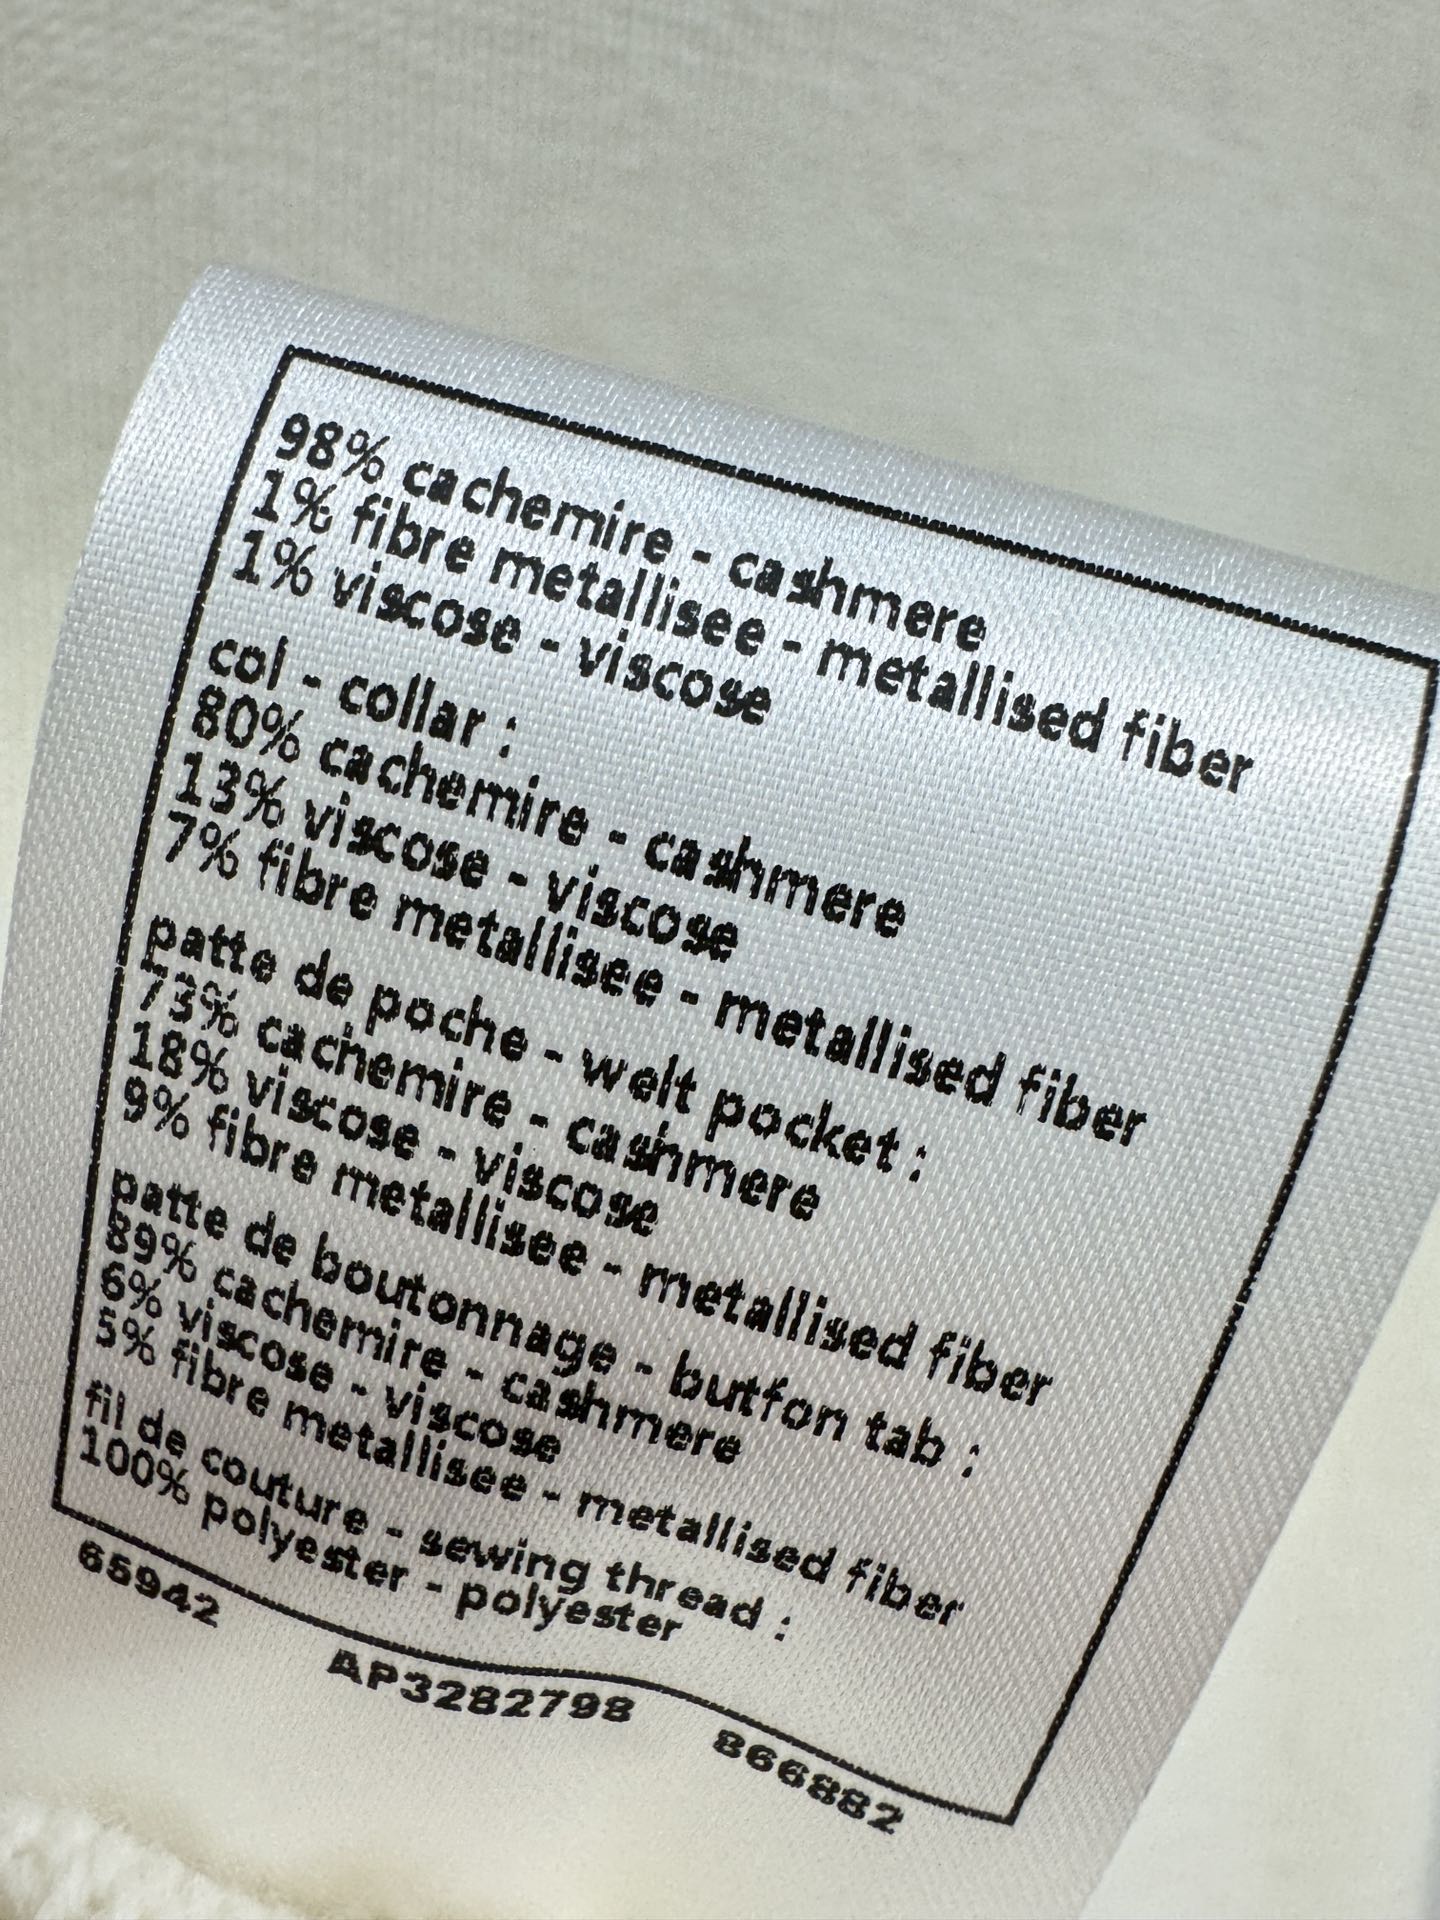 98% cachemire - cashmere
1% fibre metallisee - metallised fiber
1% viscose - viscose
col - collar :
80% cachemire - cashmere
13% viscose - viscose
7% fibre metallisee - metallised fiber
patte de poche - welt pocket :
73% cachemire - cashmere
18% viscose - viscose
9% fibre metallisee - metallised fiber
patte de boutonnage - button tab :
89% cachemire - cashmere
6% viscose - viscose
5% fibre metallisee - metallised fiber
fil de couture - sewing thread :
100% polyester - polyester
65942 AP3282798 866882